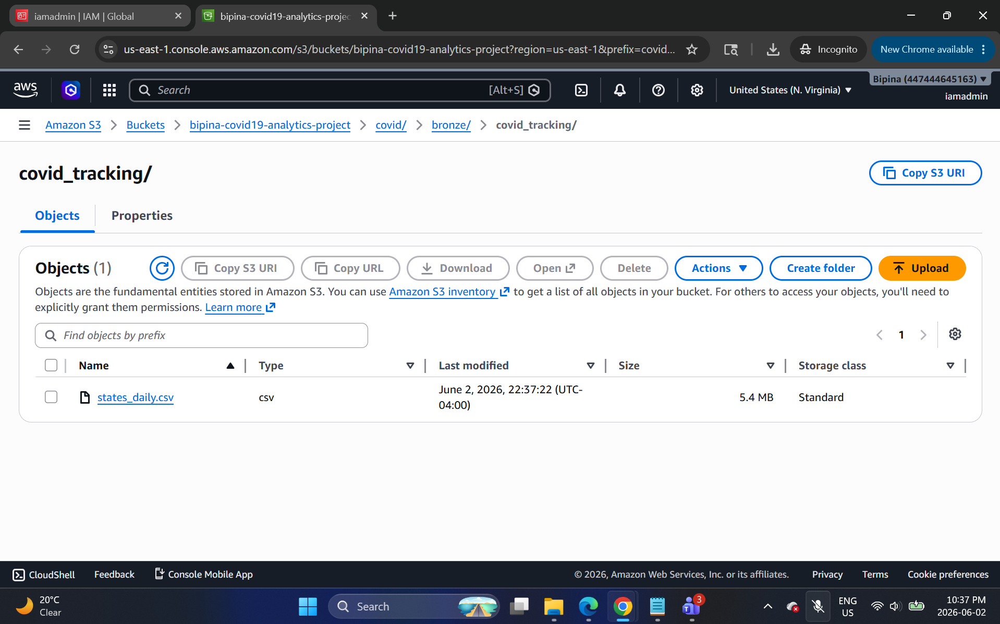 iamadmin | IAM | Global
bipina-covid19-analytics-projec
us-east-1.console.aws.amazon.com/s3/buckets/bipina-covid19-analytics-project?region=us-east-1&prefix=covid...
Incognito
New Chrome available
aws
Search
[Alt+S]
United States (N. Virginia)
Bipina (447444645163)
iamadmin
Amazon S3
Buckets
bipina-covid19-analytics-project
covid/
bronze/
covid_tracking/
covid_tracking/
Copy S3 URI
Objects
Properties
Objects (1)
Copy S3 URI
Copy URL
Download
Open
Delete
Actions
Create folder
Upload
Objects are the fundamental entities stored in Amazon S3. You can use Amazon S3 inventory to get a list of all objects in your bucket. For others to access your objects, you'll need to
explicitly grant them permissions. Learn more
Find objects by prefix
1
Name
Type
Last modified
Size
Storage class
states_daily.csv
csv
June 2, 2026, 22:37:22 (UTC-
04:00)
5.4 MB
Standard
CloudShell
Feedback
Console Mobile App
© 2026, Amazon Web Services, Inc. or its affiliates.
Privacy
Terms
Cookie preferences
20°C
Clear
Search
T
3
ENG
US
10:37 PM
2026-06-02